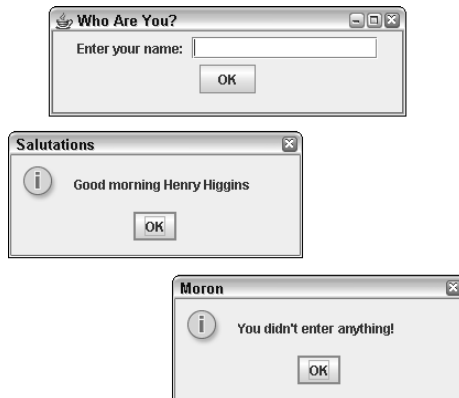 Who Are You?
Enter your name:
OK
Salutations
Good morning Henry Higgins
OK
Moron
You didn't enter anything!
OK